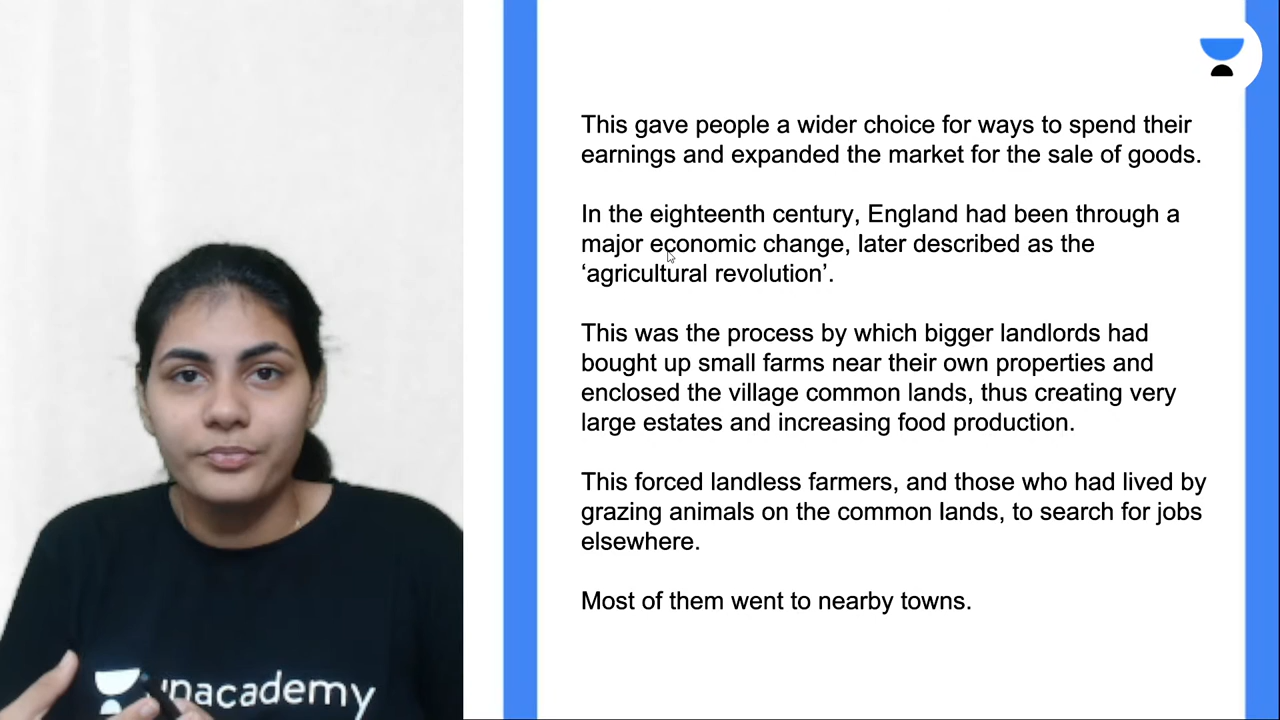 This gave people a wider choice for ways to spend their
earnings and expanded the market for the sale of goods.
In the eighteenth century, England had been through a
major economic change, later described as the
‘agricultural revolution’.
This was the process by which bigger landlords had
bought up small farms near their own properties and
enclosed the village common lands, thus creating very
large estates and increasing food production.
This forced landless farmers, and those who had lived by
grazing animals on the common lands, to search for jobs
elsewhere.
Most of them went to nearby towns.
unacademy